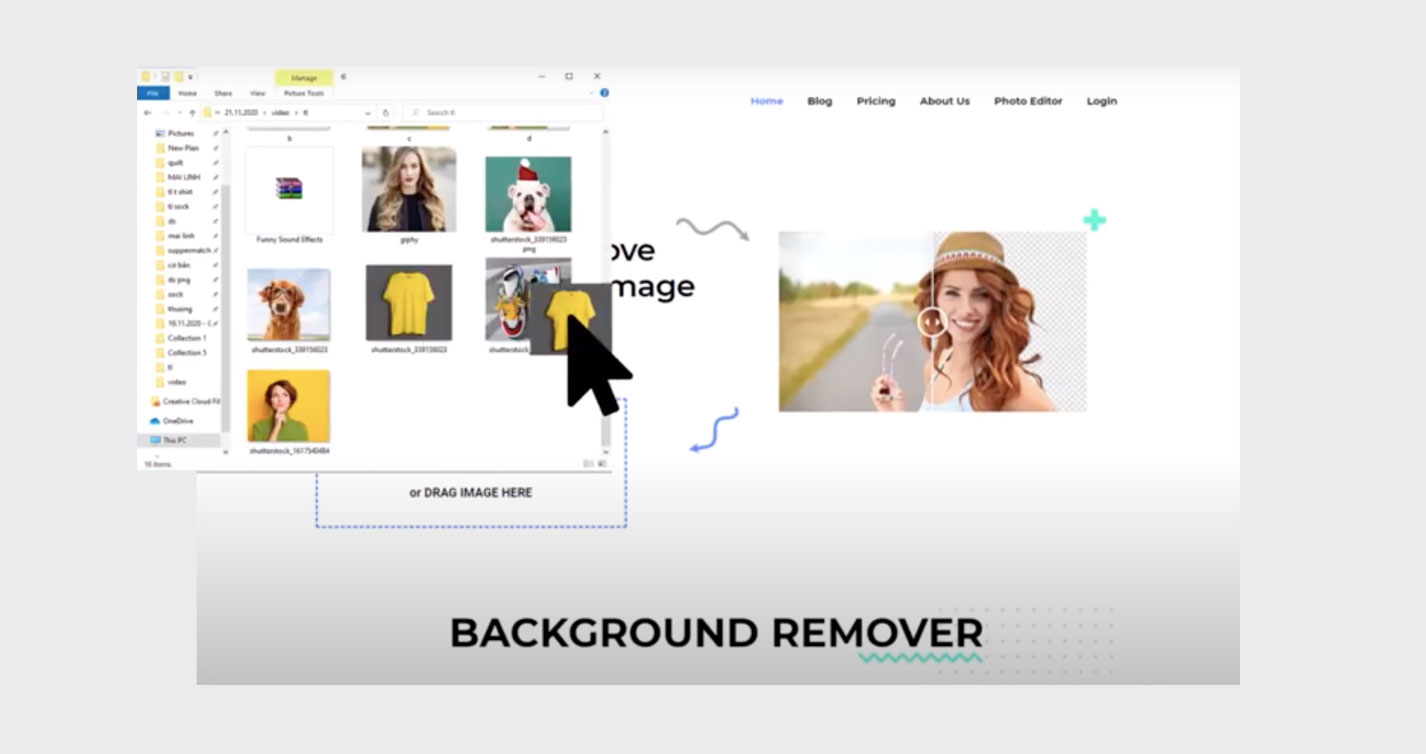 Manage
tl
File
Home
Share
View
Picture Tools
21.11.2020
video
tl
Search tl
Home
Blog
Pricing
About Us
Photo Editor
Login
Pictures
New Plan
quilt
MAI LINH
tl t shirt
tl sock
ds
mai linh
suppermatch
cơ bản
ds png
sock
thuong
19.11.2020 -
Collection 1
Collection 5
tl
video
Creative Cloud Fil
OneDrive
This PC
16 items
b
c
d
Funny Sound Effects
giphy
shutterstock_339156023
png
shutterstock_339156023
shutterstock_339156023
shutterstock_
shutterstock_1617540484
ove
mage
or DRAG IMAGE HERE
BACKGROUND REMOVER